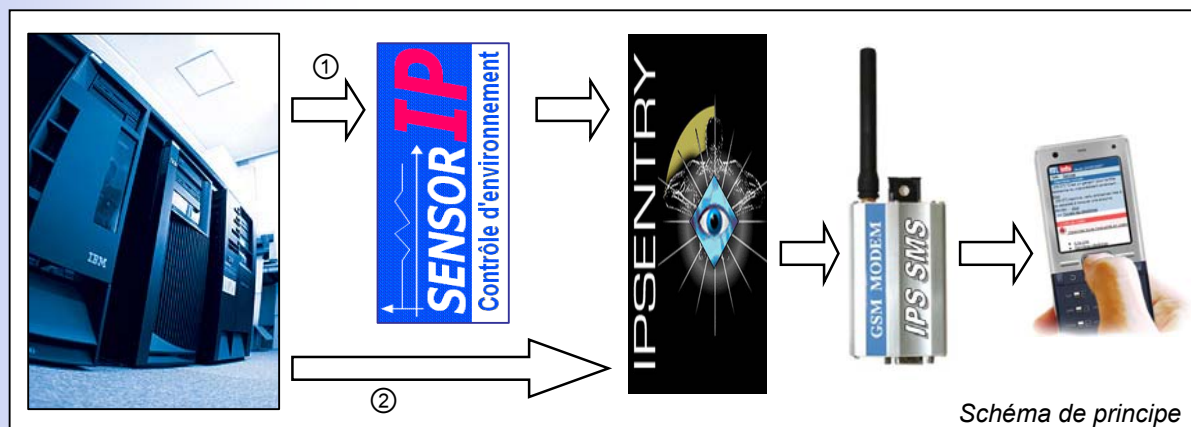 ①
SENSOR IP
Contrôle d'environnement
IBM
②
IPSENTRY
GSM MODEM
IPS SMS
Schéma de principe